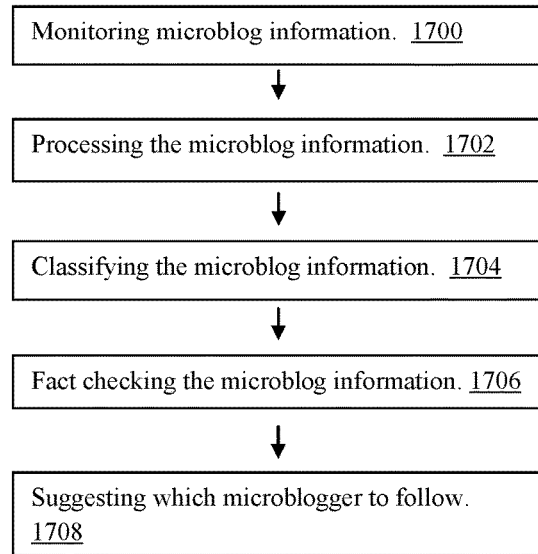 Monitoring microblog information. 1700
Processing the microblog information. 1702
Classifying the microblog information. 1704
Fact checking the microblog information. 1706
Suggesting which microblogger to follow.
1708